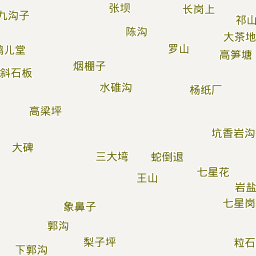 张坝
长岗上
九沟子
祁山
陈沟
大茶地
罗山
儿堂
高笋塘
烟棚子
斜石板
水碓沟
杨纸厂
高梁坪
坑香岩沟
大碑
三大塆
蛇倒退
七星花
王山
岩盐
七星岗
象鼻子
郭沟
梨子坪
粒石
下郭沟